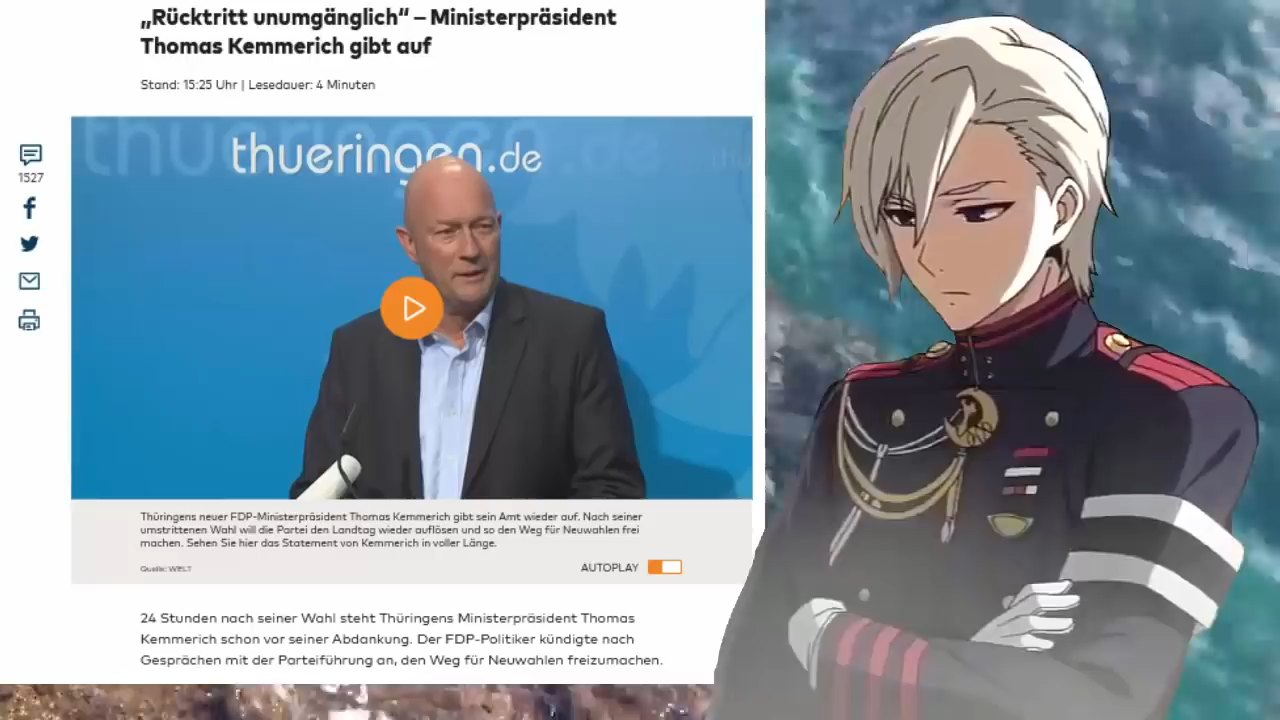 „Rücktritt unumgänglich“ – Ministerpräsident
Thomas Kemmerich gibt auf
Stand: 15:25 Uhr | Lesedauer: 4 Minuten
thueringen.de
1527
Thüringens neuer FDP-Ministerpräsident Thomas Kemmerich gibt sein Amt wieder auf. Nach seiner
umstrittenen Wahl will die Partei den Landtag wieder auflösen und so den Weg für Neuwahlen frei
machen. Sehen Sie hier das Statement von Kemmerich in voller Länge.
Quelle: WELT
AUTOPLAY
24 Stunden nach seiner Wahl steht Thüringens Ministerpräsident Thomas
Kemmerich schon vor seiner Abdankung. Der FDP-Politiker kündigte nach
Gesprächen mit der Parteiführung an, den Weg für Neuwahlen freizumachen.